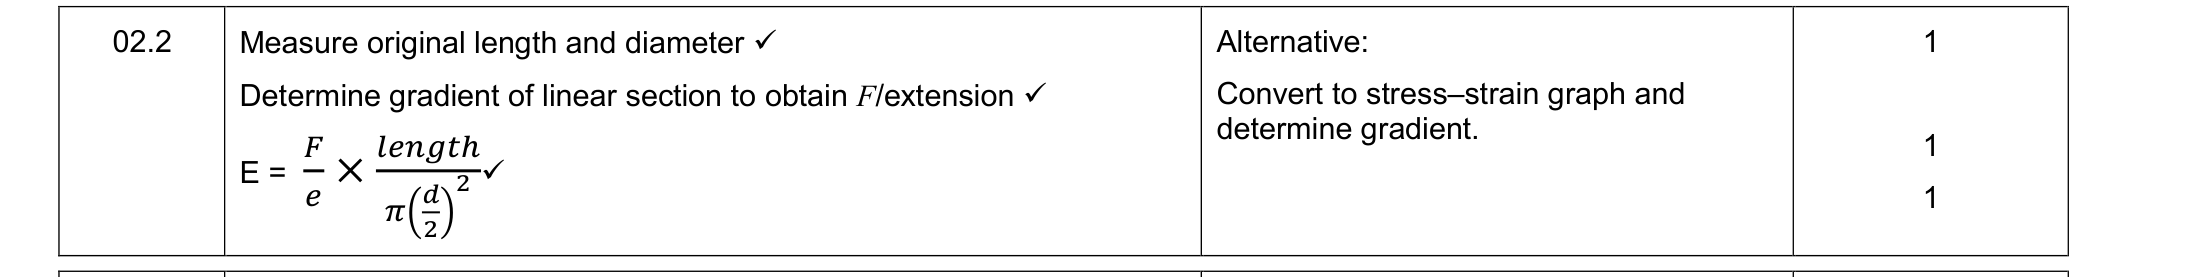 02.2
Measure original length and diameter ✓
Determine gradient of linear section to obtain F/extension ✓
E = F/e × length/π(d/2)² ✓
Alternative:
Convert to stress–strain graph and
determine gradient.
1
1
1